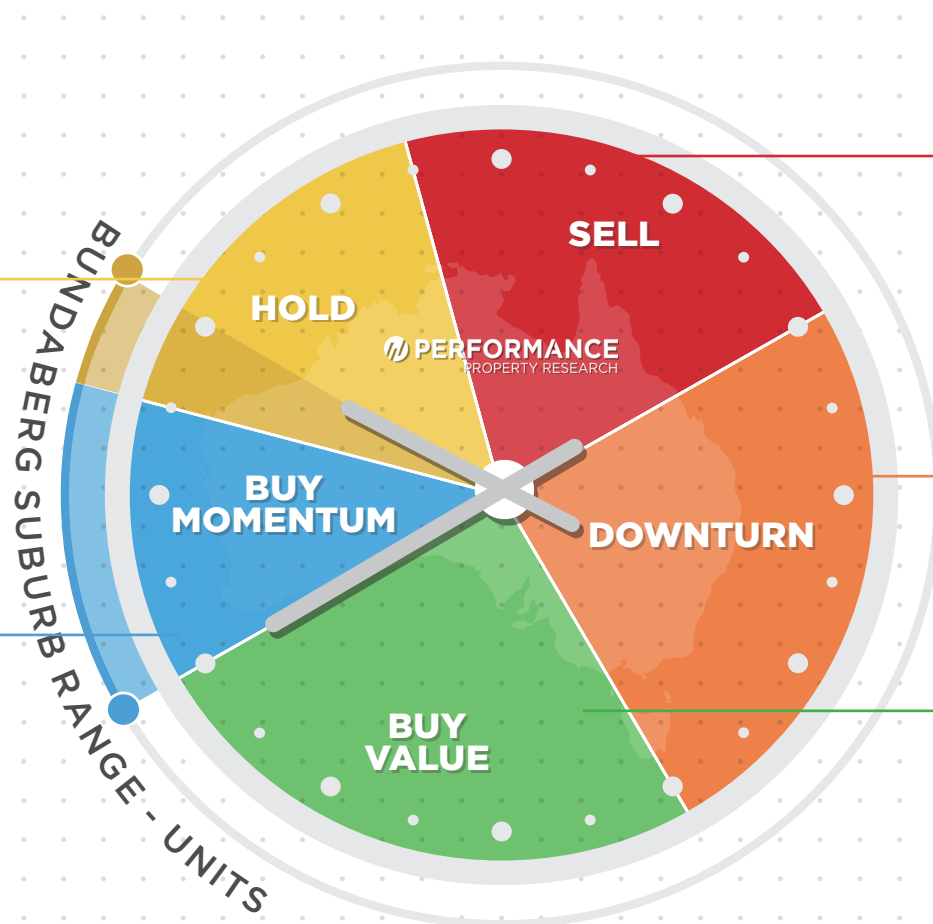 SELL
HOLD
PERFORMANCE
PROPERTY RESEARCH
BUY
MOMENTUM
DOWNTURN
BUY
VALUE
BUNDABERG SUBURB RANGE - UNITS